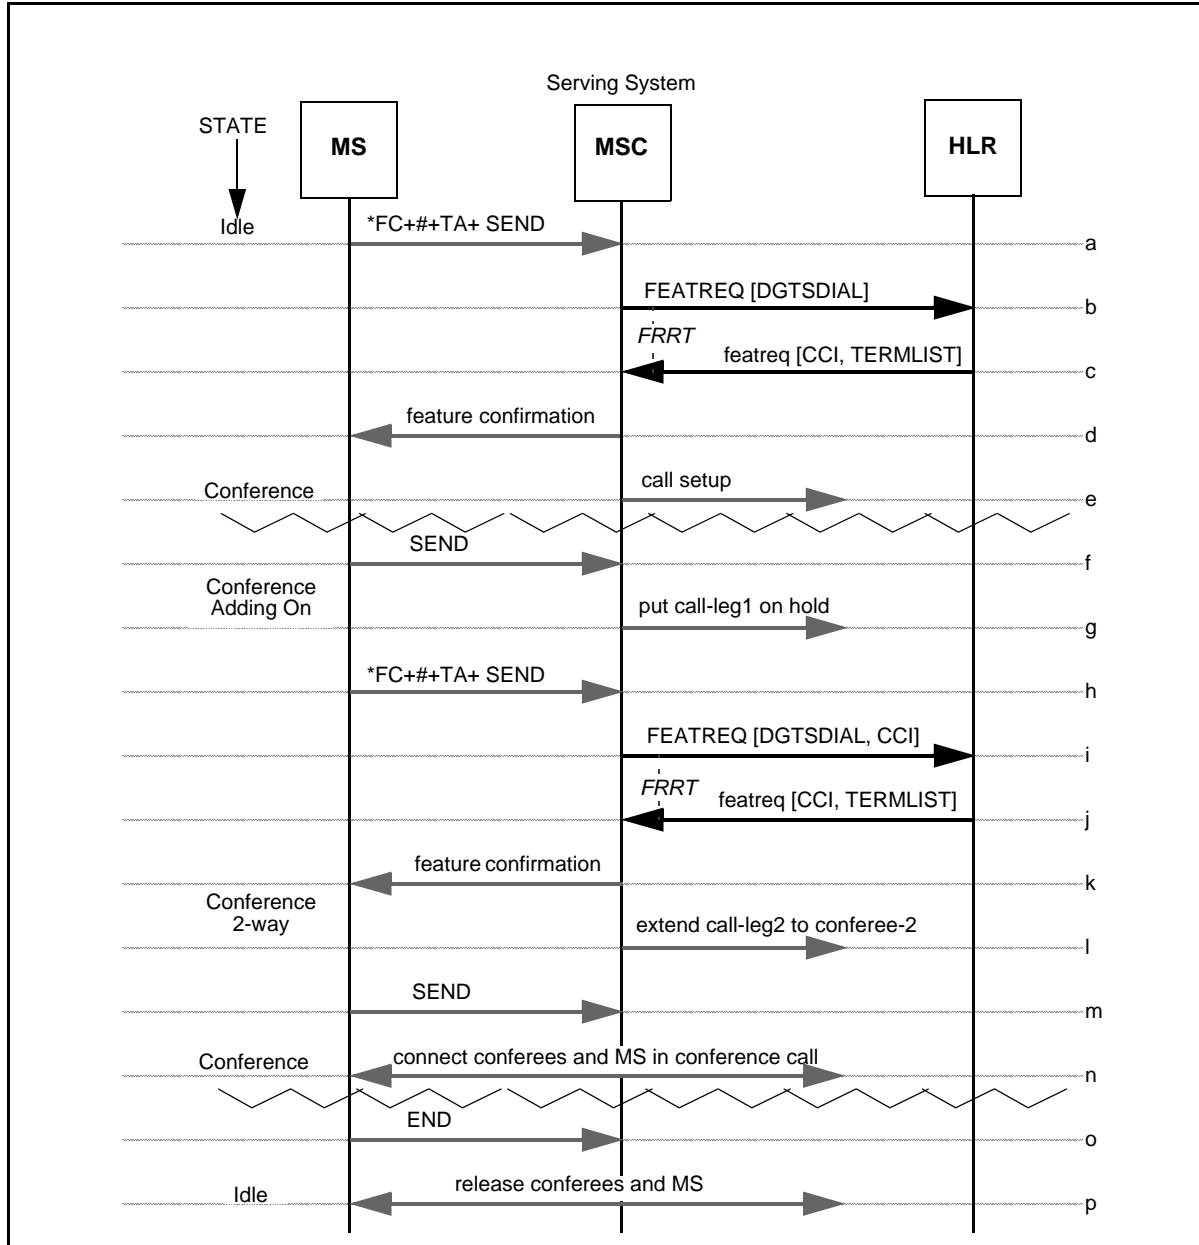 Serving System
STATE
MS
MSC
HLR
Idle
*FC+#+TA+ SEND
a
FEATREQ [DGTSDIAL]
b
FRRT
featreq [CCI, TERMLIST]
c
feature confirmation
d
Conference
call setup
e
SEND
f
Conference
Adding On
put call-leg1 on hold
g
*FC+#+TA+ SEND
h
FEATREQ [DGTSDIAL, CCI]
i
FRRT
featreq [CCI, TERMLIST]
j
feature confirmation
k
Conference
2-way
extend call-leg2 to conferee-2
l
SEND
m
Conference
connect conferees and MS in conference call
n
END
o
Idle
release conferees and MS
p